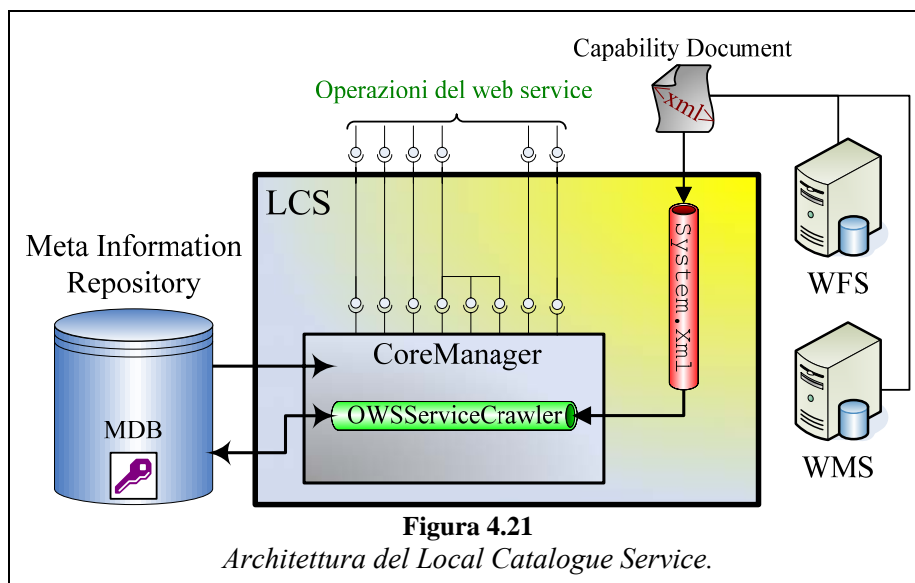 Capability Document
<xml>
Operazioni del web service
LCS
System.Xml
WFS
Meta Information
Repository
CoreManager
OWSServiceCrawler
MDB
WMS
Figura 4.21
Architettura del Local Catalogue Service.